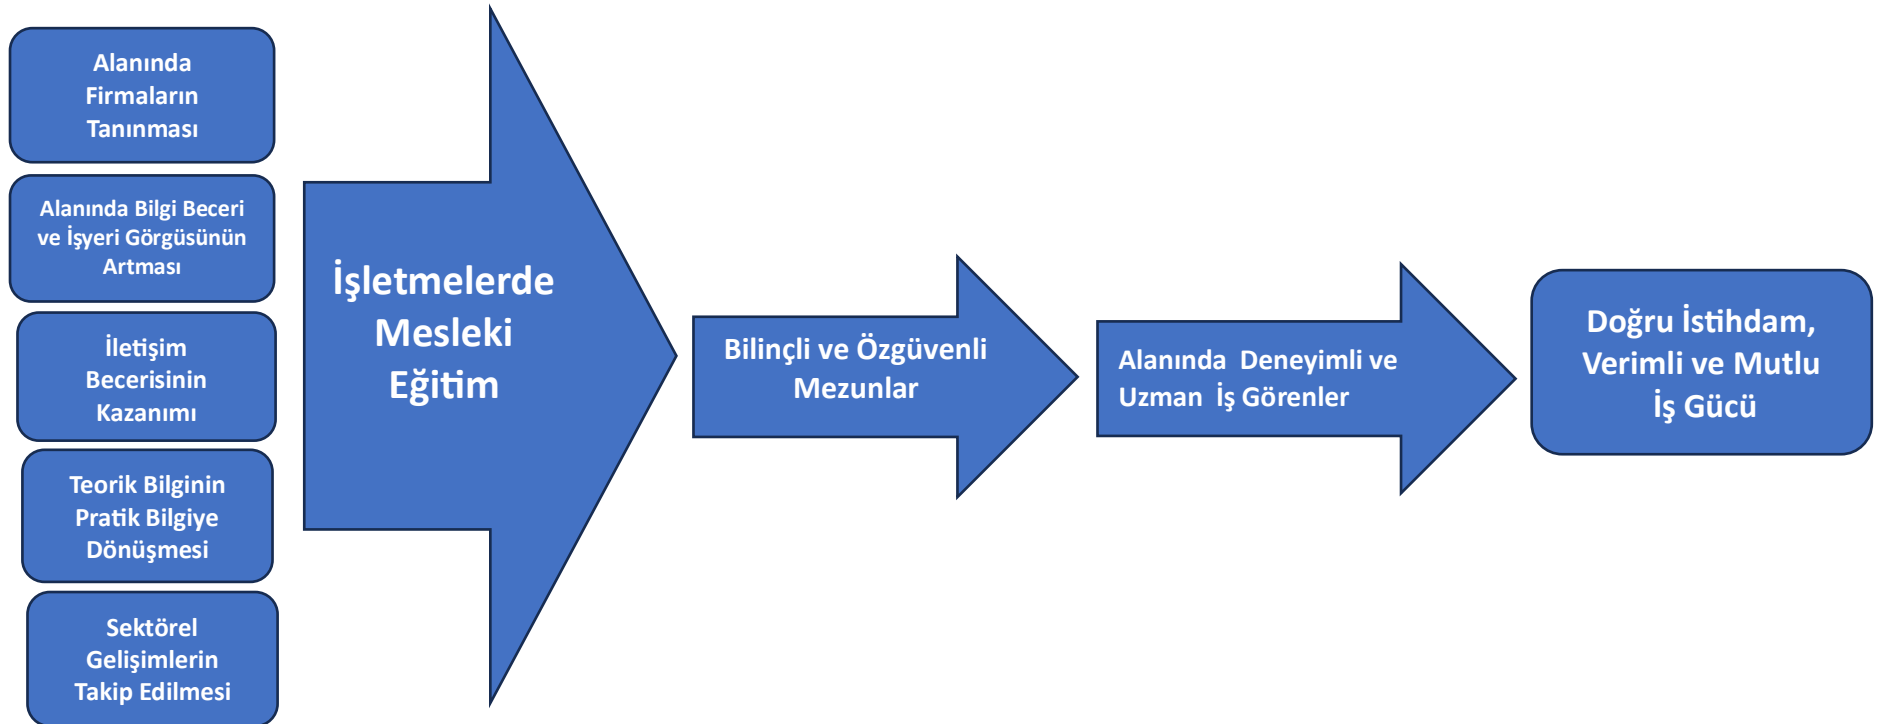 Alanında
Firmaların
Tanınması
Alanında Bilgi Beceri
ve İşyeri Görgüsünün
Artması
İletişim
Becerisinin
Kazanımı
Teorik Bilginin
Pratik Bilgiye
Dönüşmesi
Sektörel
Gelişimlerin
Takip Edilmesi
İşletmelerde
Mesleki
Eğitim
Bilinçli ve Özgüvenli
Mezunlar
Alanında Deneyimli ve
Uzman İş Görenler
Doğru İstihdam,
Verimli ve Mutlu
İş Gücü